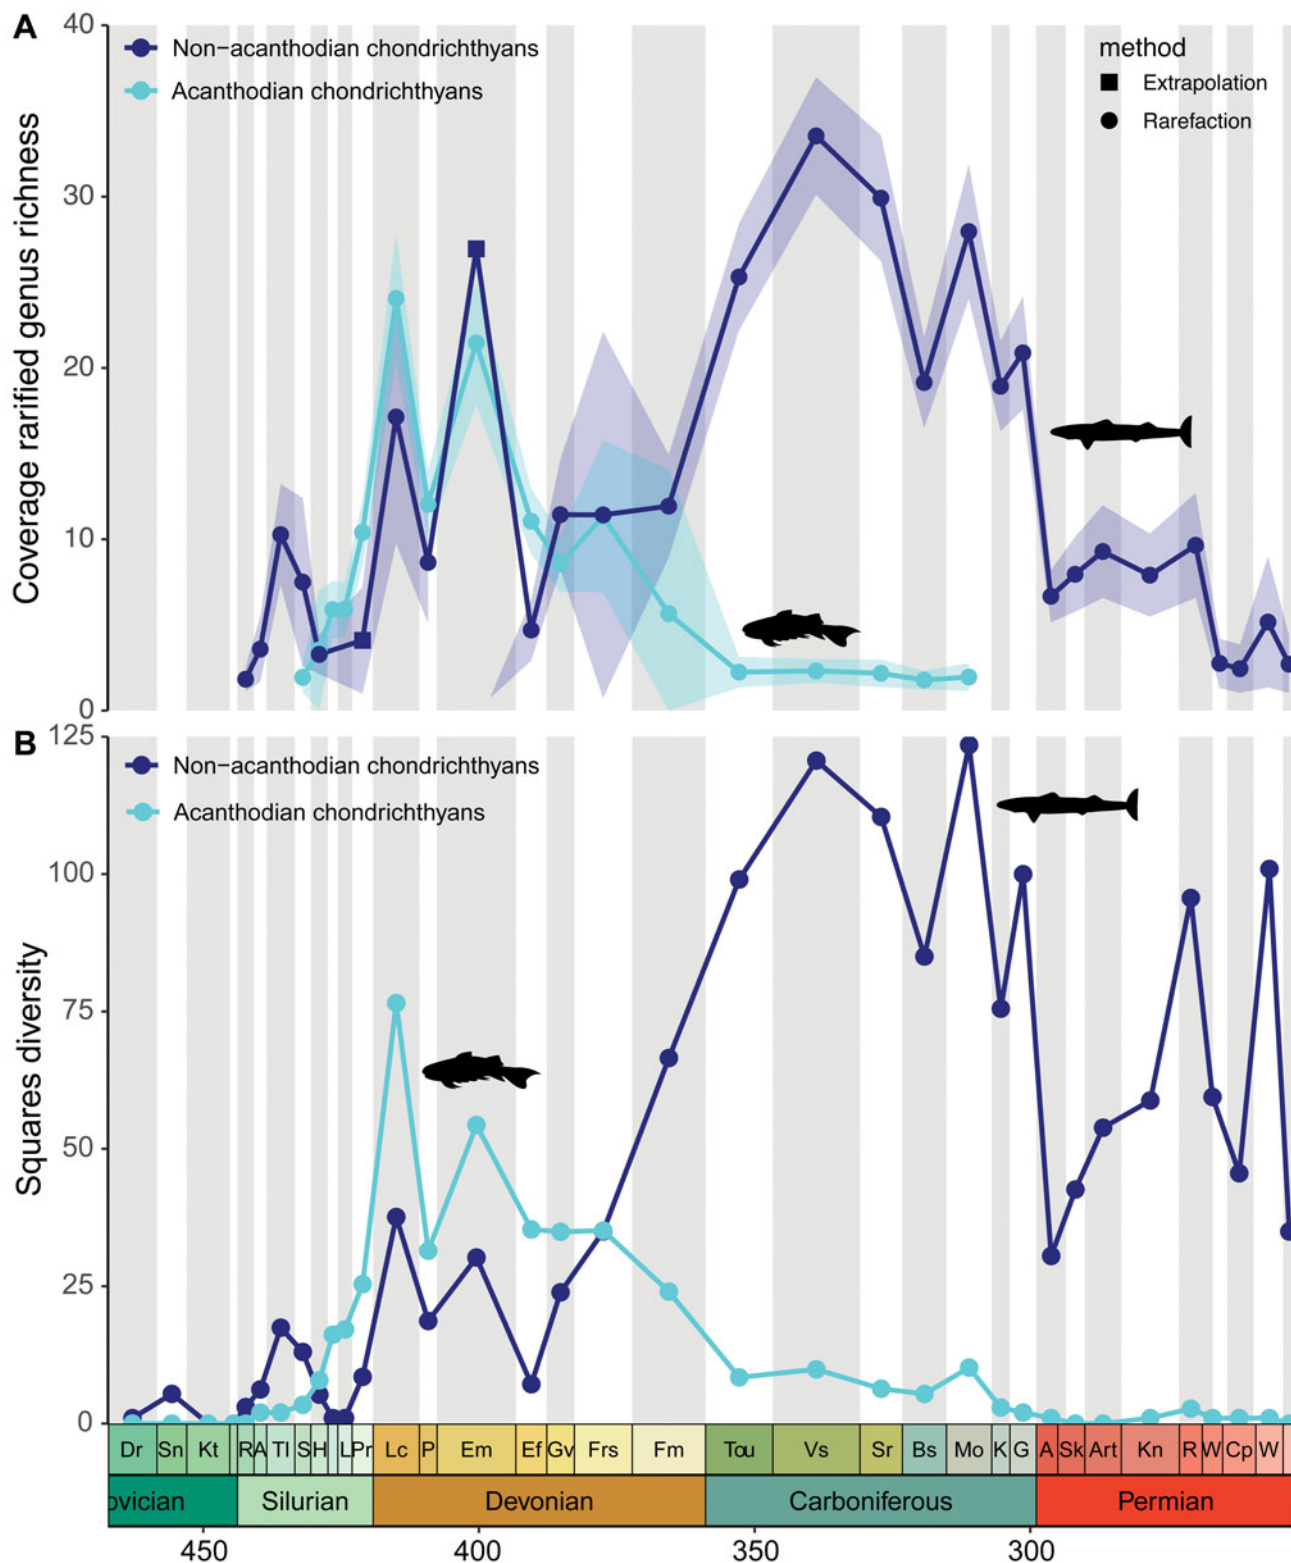 A
Non−acanthodian chondrichthyans
Acanthodian chondrichthyans
method
Extrapolation
Rarefaction
Coverage rarified genus richness
40
30
20
10
0
B
Non−acanthodian chondrichthyans
Acanthodian chondrichthyans
Squares diversity
125
100
75
50
25
0
Dr Sn Kt R A Tl S H L Pr Lc P Em Ef Gv Frs Fm Tou Vs Sr Bs Mo K G A Sk Art Kn R W Cp W
ovician Silurian Devonian Carboniferous Permian
450 400 350 300